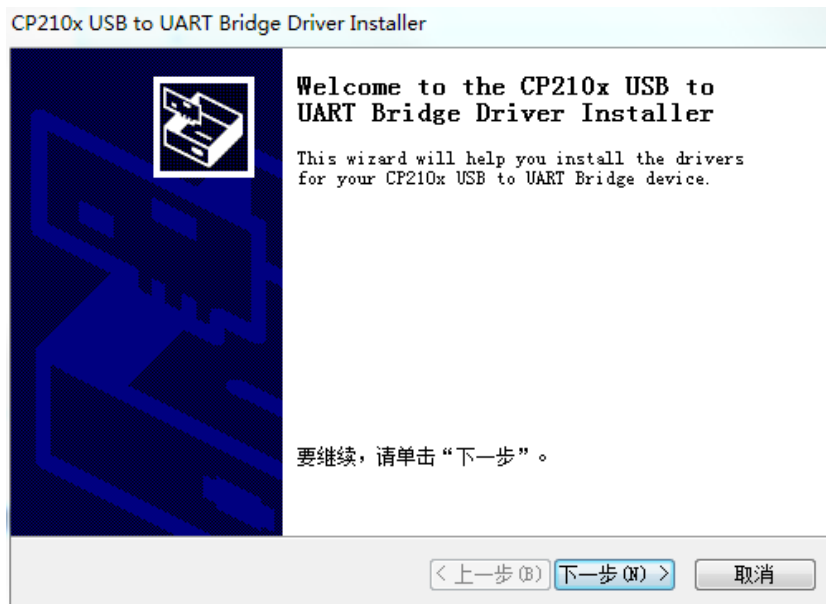 CP210x USB to UART Bridge Driver Installer
Welcome to the CP210x USB to
UART Bridge Driver Installer
This wizard will help you install the drivers
for your CP210x USB to UART Bridge device.
要继续，请单击“下一步”。
< 上一步(B) 下一步(N) > 取消